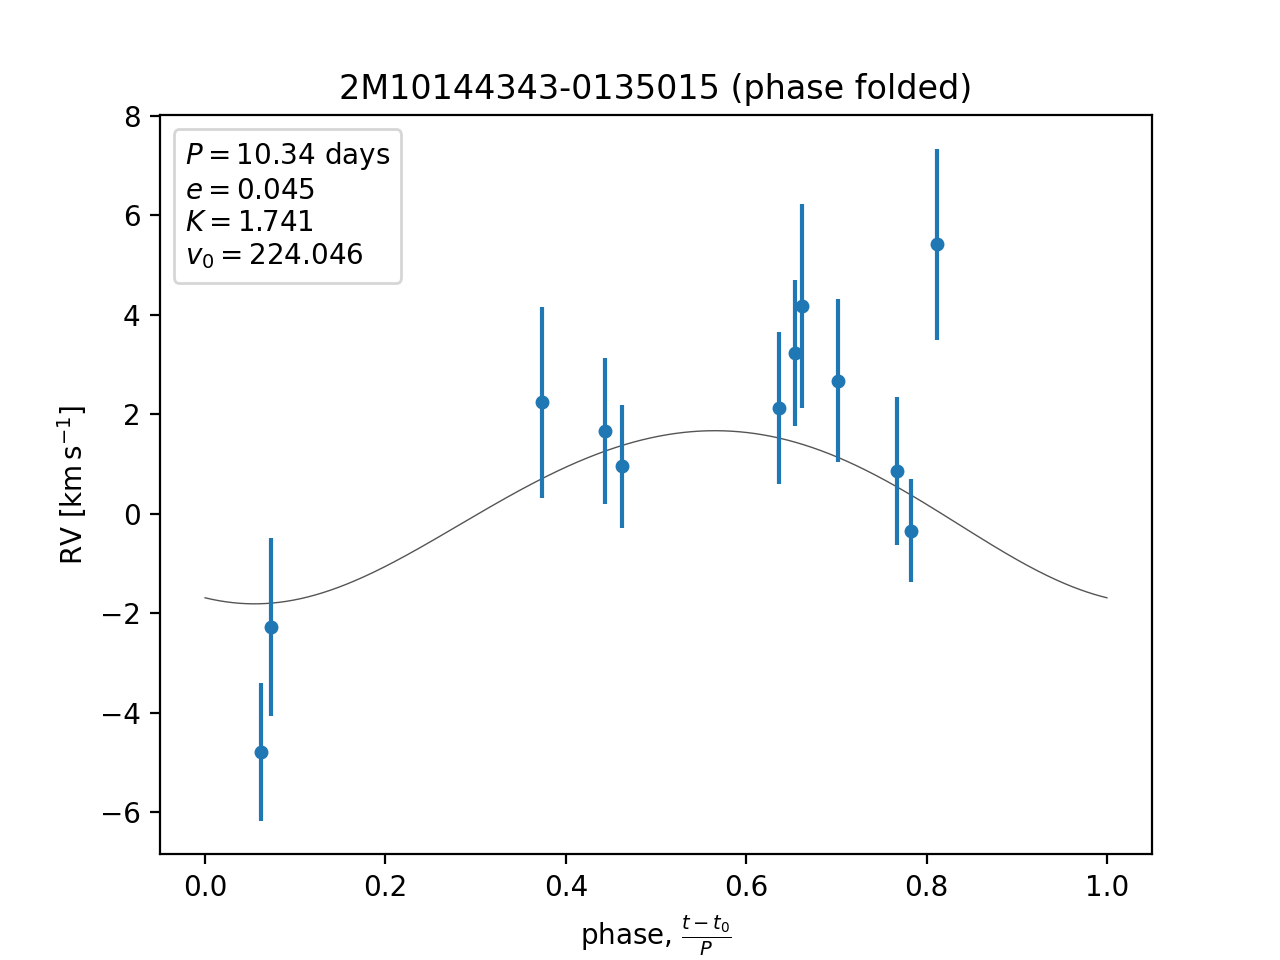 2M10144343-0135015 (phase folded)
P = 10.34 days
e = 0.045
K = 1.741
v₀ = 224.046
8
6
4
2
0
−2
−4
−6
RV [km s⁻¹]
0.0 0.2 0.4 0.6 0.8 1.0
phase, (t − t₀)/P